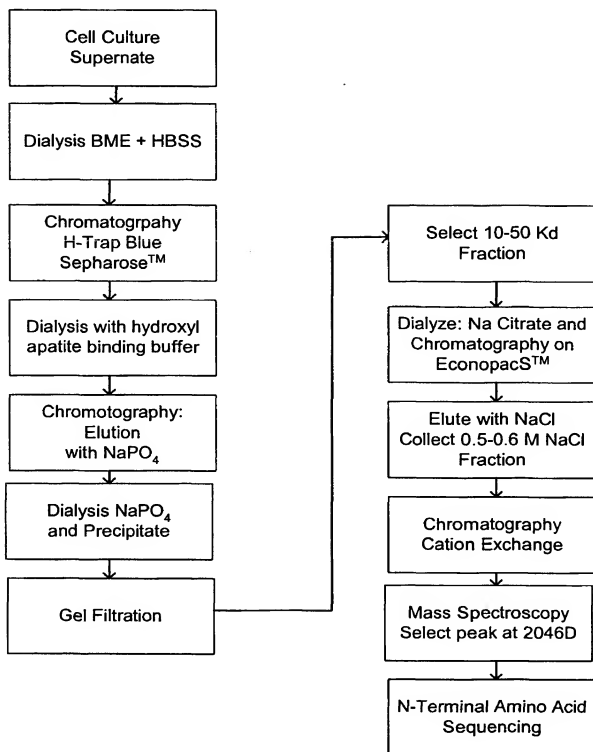 Cell Culture
Supernate
Dialysis BME + HBSS
Chromatogrpahy
H-Trap Blue
Sepharose™
Dialysis with hydroxyl
apatite binding buffer
Chromotography:
Elution
with NaPO₄
Dialysis NaPO₄
and Precipitate
Gel Filtration
Select 10-50 Kd
Fraction
Dialyze: Na Citrate and
Chromatography on
EconopacS™
Elute with NaCl
Collect 0.5-0.6 M NaCl
Fraction
Chromatography
Cation Exchange
Mass Spectroscopy
Select peak at 2046D
N-Terminal Amino Acid
Sequencing